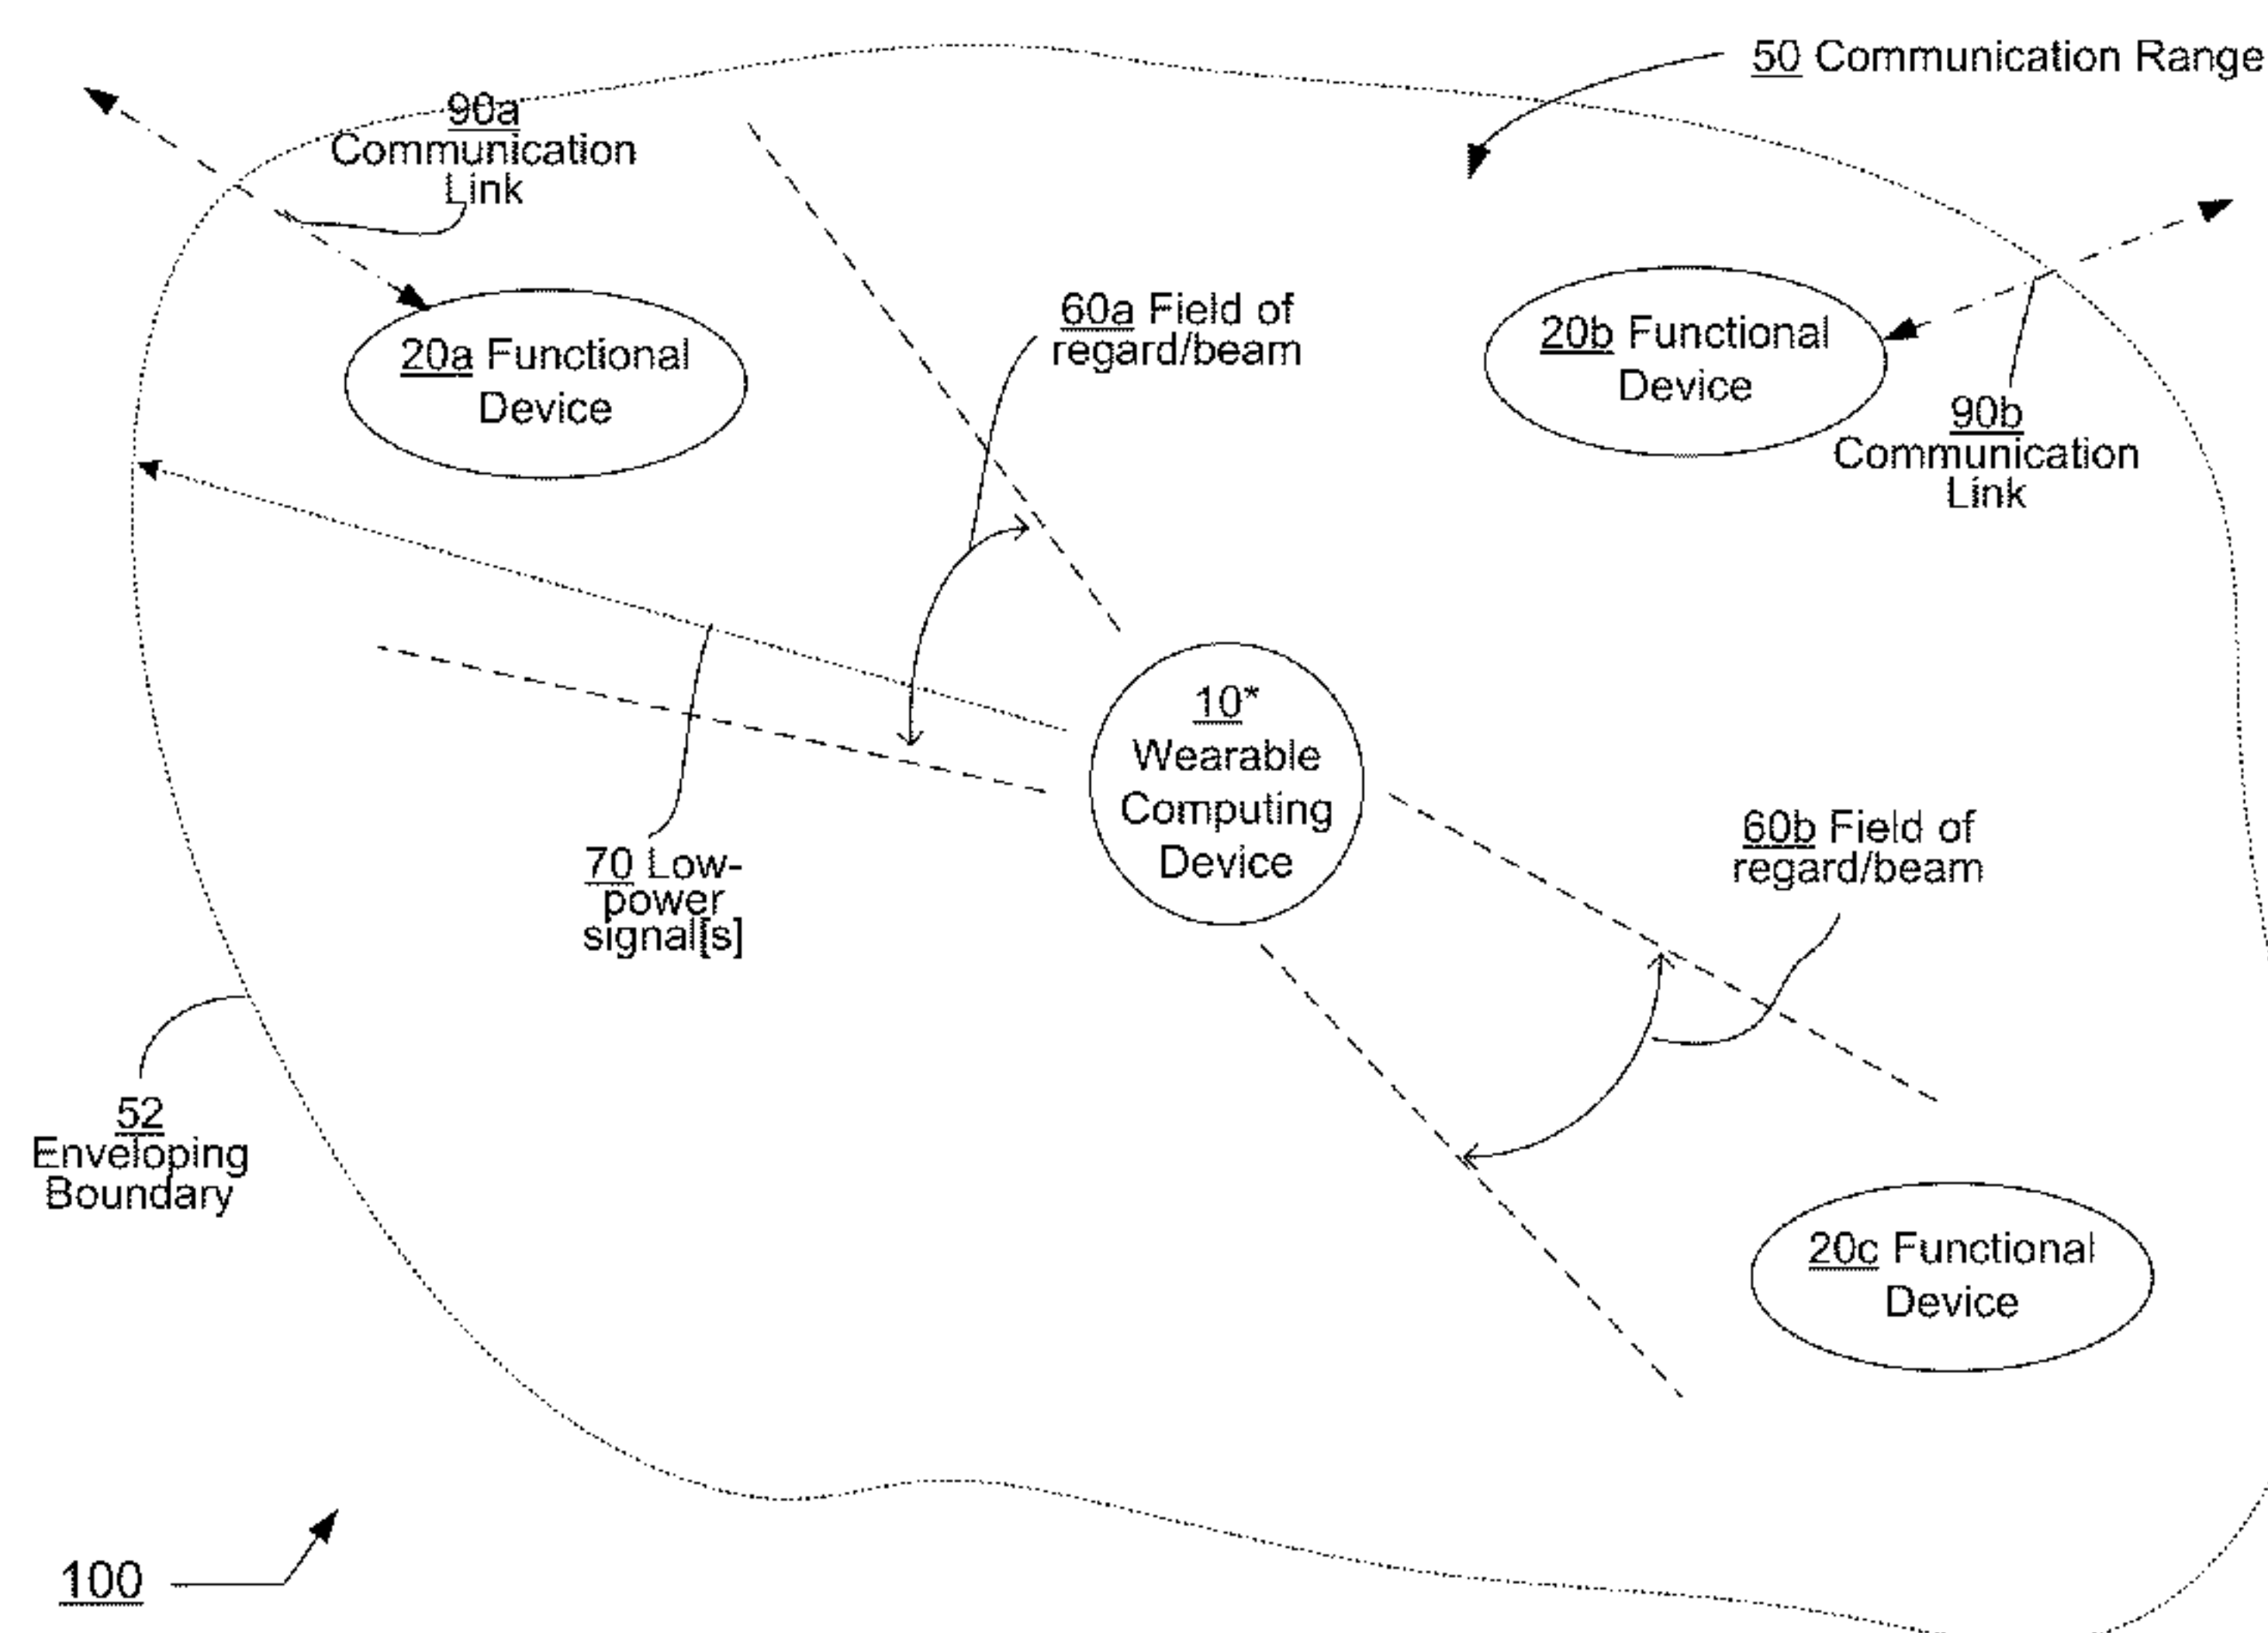 50 Communication Range
90a
Communication
Link
60a Field of
regard/beam
20a Functional
Device
20b Functional
Device
90b
Communication
Link
10*
Wearable
Computing
Device
70 Low-
power
signal[s]
60b Field of
regard/beam
52
Enveloping
Boundary
20c Functional
Device
100